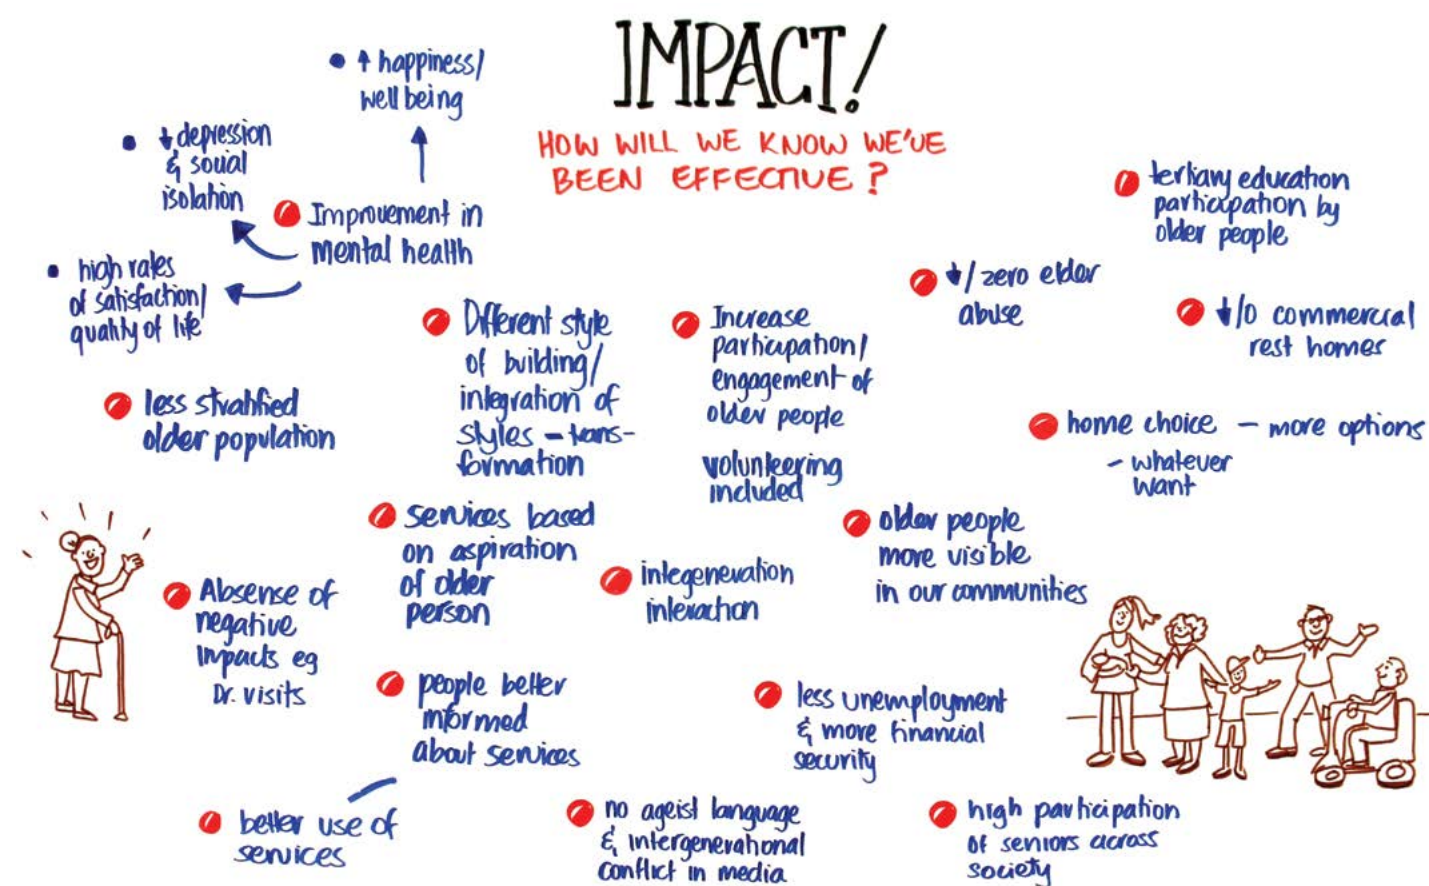 IMPACT!
HOW WILL WE KNOW WE'VE
BEEN EFFECTIVE?
• ↑ happiness/
well being
• ↓ depression
& social
isolation
Improvement in
mental health
• high rates
of satisfaction/
quality of life
less stratified
older population
Different style
of building/
integration of
styles – trans-
formation
Increase
participation/
engagement of
older people
volunteering
included
↓/zero elder
abuse
tertiary education
participation by
older people
↓/0 commercial
rest homes
home choice – more options
– whatever
want
services based
on aspiration
of older
person
integeneration
interaction
older people
more visible
in our communities
Absense of
negative
impacts eg
Dr. visits
people better
informed
about services
less unemployment
& more financial
security
better use of
services
no ageist language
& intergenerational
conflict in media
high participation
of seniors across
society